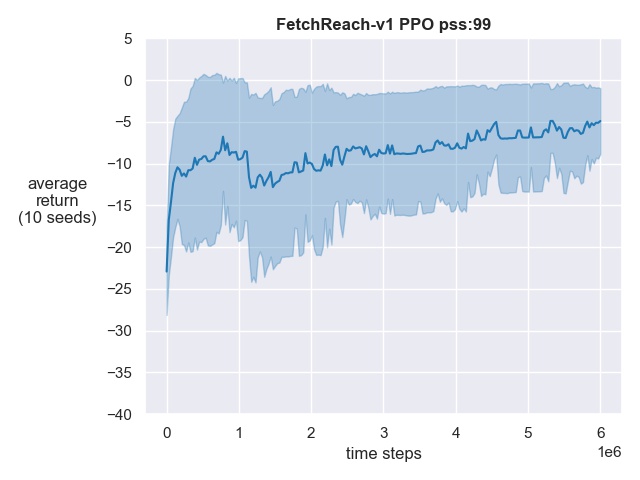 FetchReach-v1 PPO pss:99
5
0
−5
−10
−15
−20
−25
−30
−35
−40
average
return
(10 seeds)
0 1 2 3 4 5 6
1e6
time steps